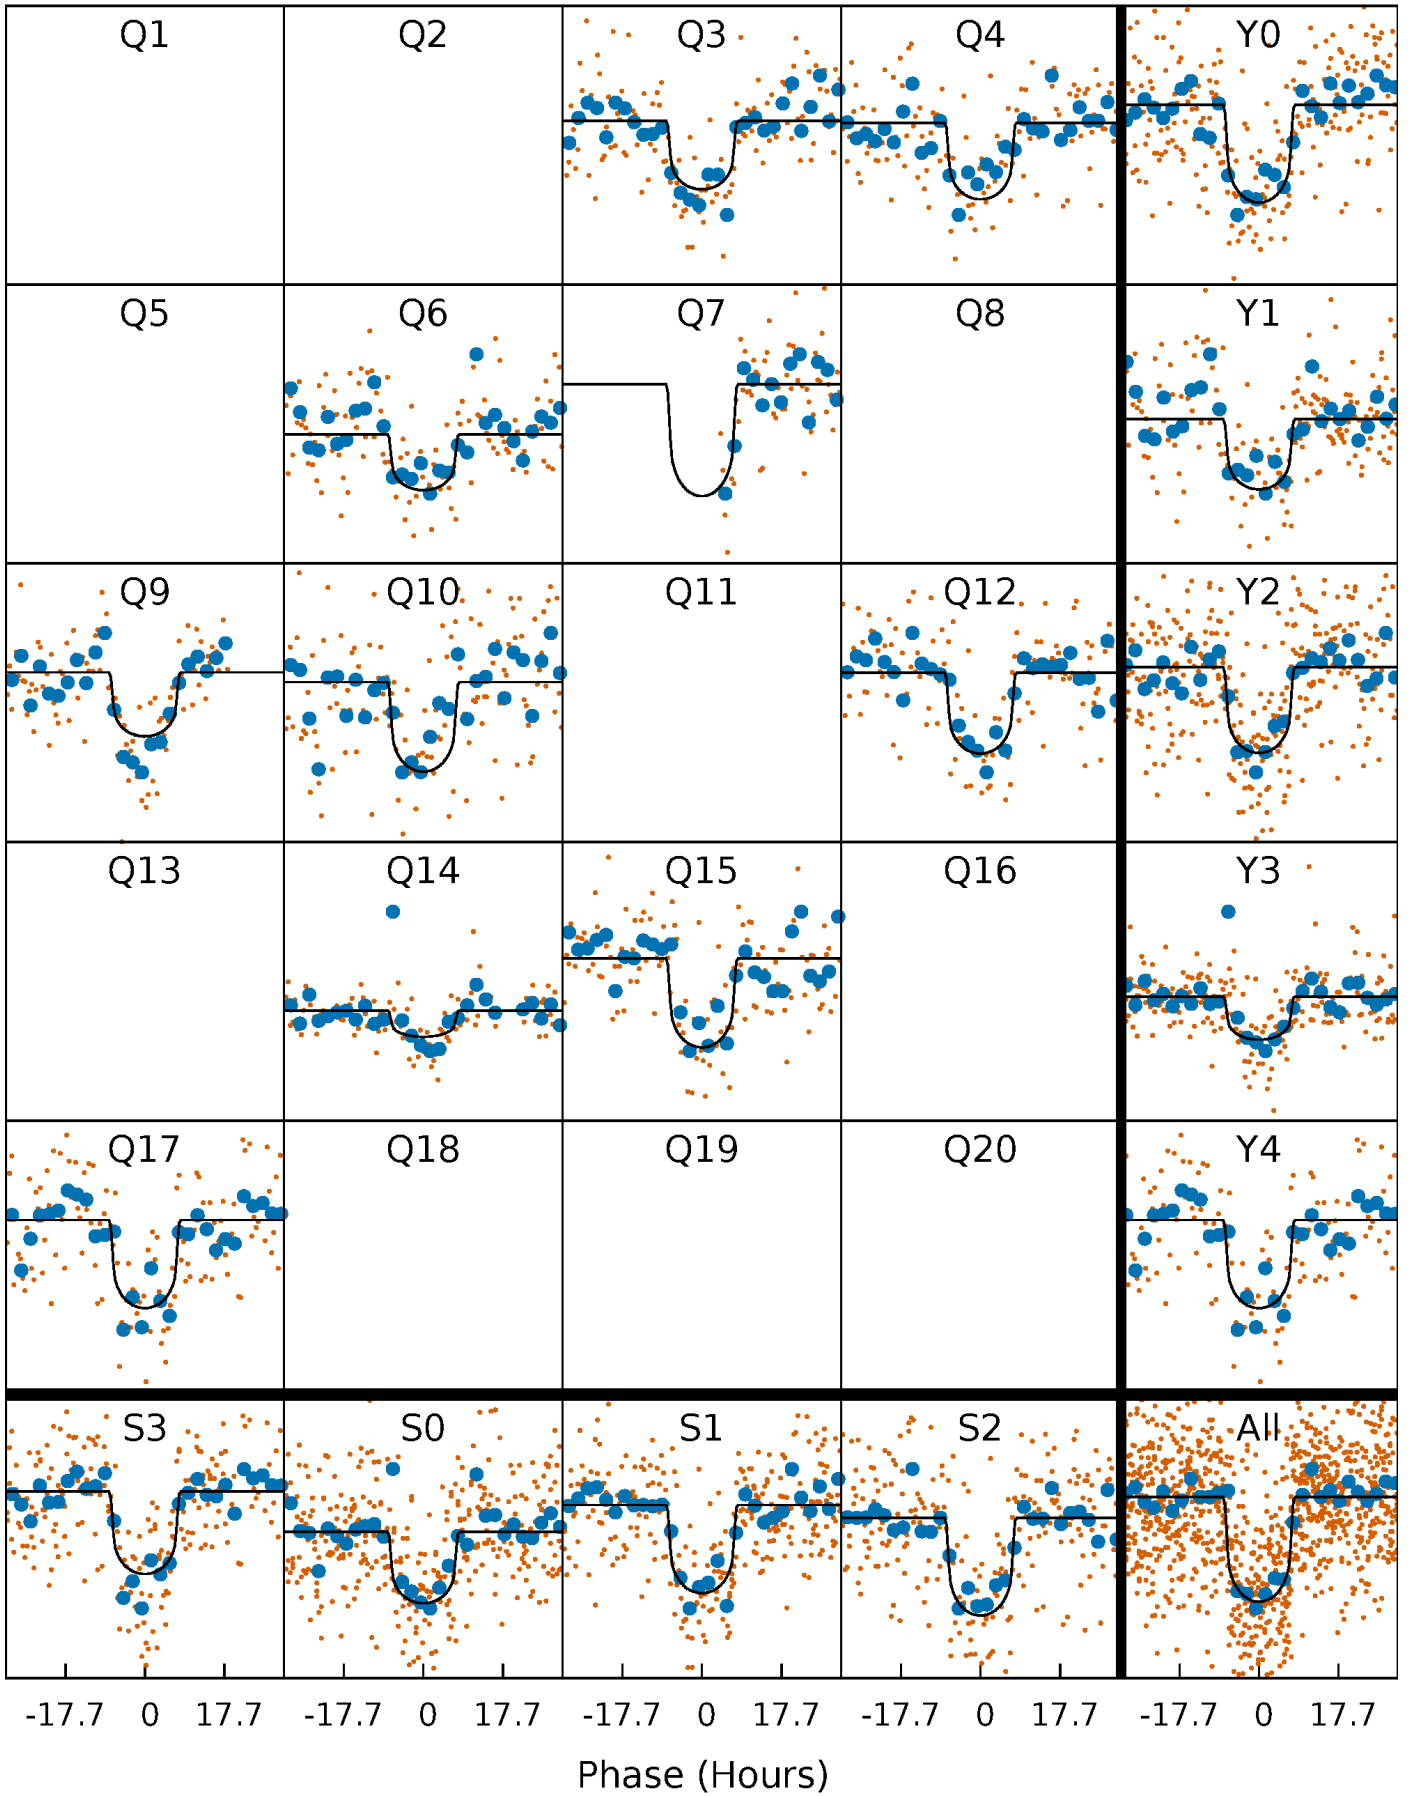 Q1 Q2 Q3 Q4 Y0
Q5 Q6 Q7 Q8 Y1
Q9 Q10 Q11 Q12 Y2
Q13 Q14 Q15 Q16 Y3
Q17 Q18 Q19 Q20 Y4
S3 S0 S1 S2 All
-17.7 0 17.7 -17.7 0 17.7 -17.7 0 17.7 -17.7 0 17.7 -17.7 0 17.7
Phase (Hours)